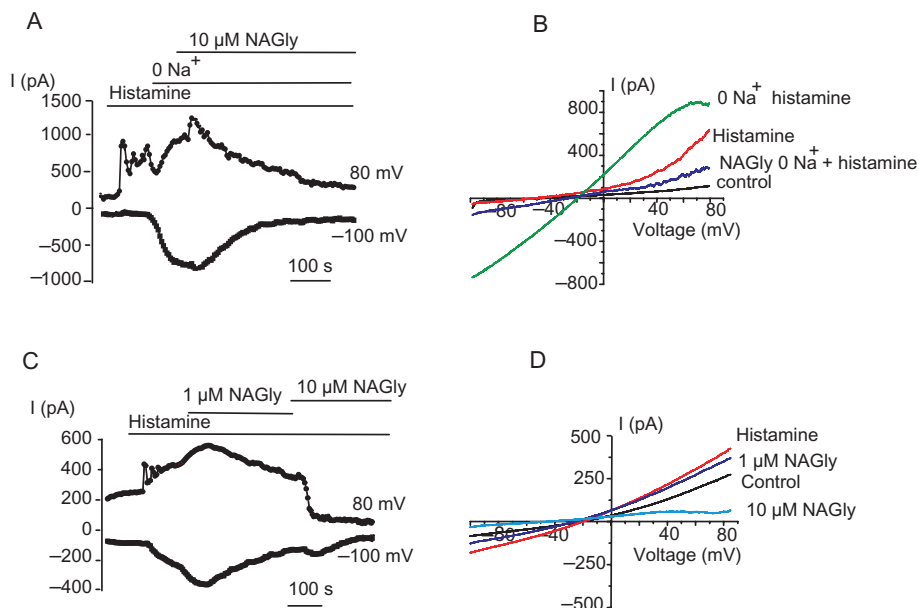 A
10 µM NAGly
0 Na+
I (pA)
Histamine
1500
1000
500
0
−500
−1000
80 mV
−100 mV
100 s
B
I (pA)
800
400
−400
−800
−80
−40
40
80
Voltage (mV)
0 Na+ histamine
Histamine
NAGly 0 Na+ + histamine
control
C
1 µM NAGly
10 µM NAGly
I (pA)
Histamine
600
400
200
0
−200
−400
80 mV
−100 mV
100 s
D
I (pA)
500
250
−250
−500
−80
−40
40
80
Voltage (mV)
Histamine
1 µM NAGly
Control
10 µM NAGly